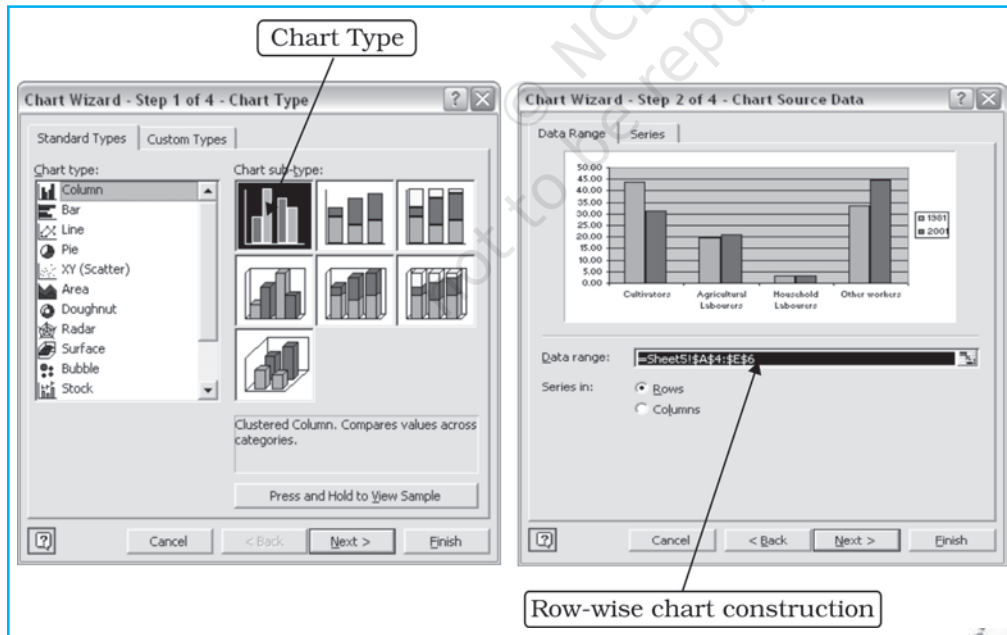 Chart Type
Chart Wizard - Step 1 of 4 - Chart Type
Standard Types
Custom Types
Chart type:
Column
Bar
Line
Pie
XY (Scatter)
Area
Doughnut
Radar
Surface
Bubble
Stock
Chart sub-type:
Clustered Column. Compares values across
categories.
Press and Hold to View Sample
Cancel
< Back
Next >
Finish
Chart Wizard - Step 2 of 4 - Chart Source Data
Data Range
Series
50.00
45.00
40.00
35.00
30.00
25.00
20.00
15.00
10.00
5.00
0.00
Cultivators
Agricultural
Labourers
Household
Labourers
Other workers
1981
2001
Data range:
=Sheet5!$A$4:$E$6
Series in:
Rows
Columns
Cancel
< Back
Next >
Finish
Row-wise chart construction
not to be repu